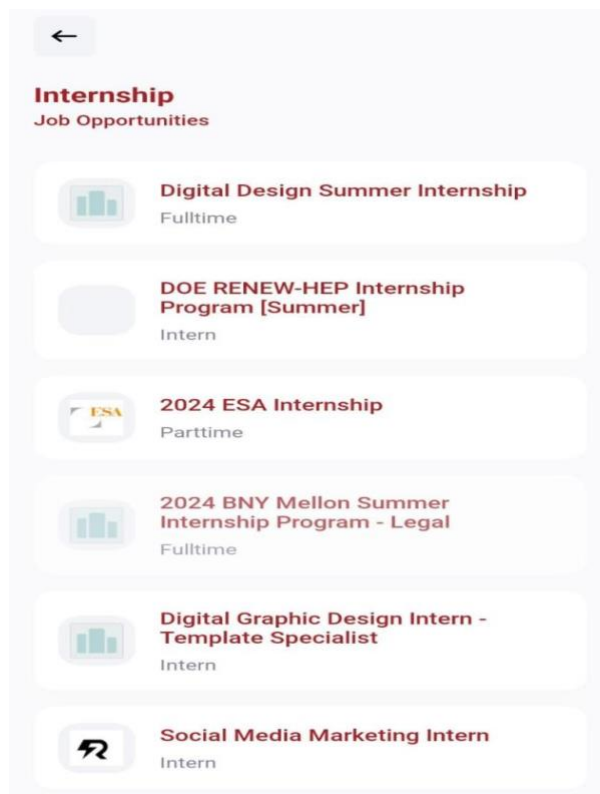 Internship
Job Opportunities
Digital Design Summer Internship
Fulltime
DOE RENEW-HEP Internship
Program [Summer]
Intern
ESA
2024 ESA Internship
Parttime
2024 BNY Mellon Summer
Internship Program - Legal
Fulltime
Digital Graphic Design Intern -
Template Specialist
Intern
Social Media Marketing Intern
Intern